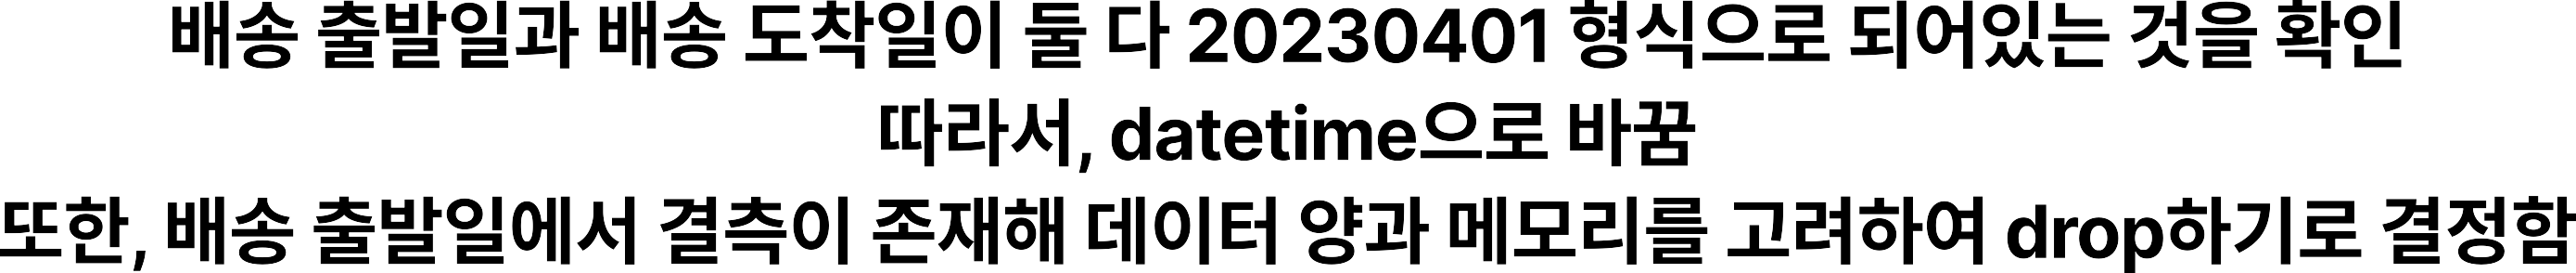 배송 출발일과 배송 도착일이 둘 다 20230401 형식으로 되어있는 것을 확인
따라서, datetime으로 바꿈
또한, 배송 출발일에서 결측이 존재해 데이터 양과 메모리를 고려하여 drop하기로 결정함